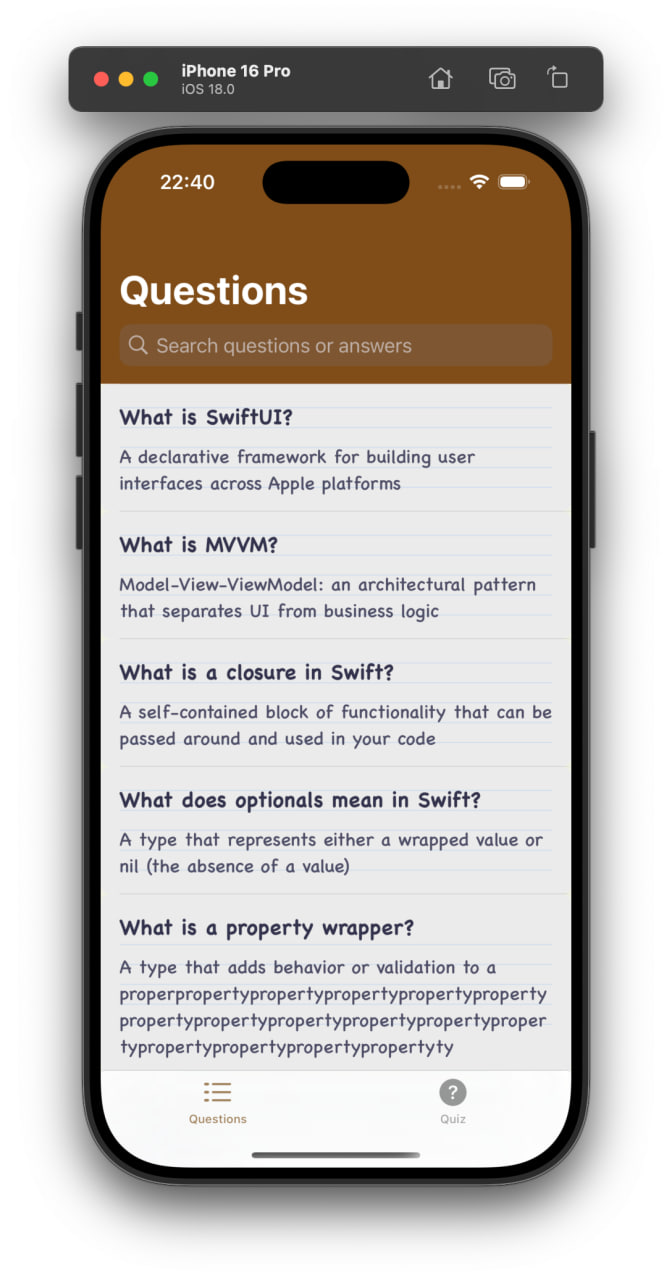 iPhone 16 Pro
iOS 18.0
22:40
Questions
Search questions or answers
What is SwiftUI?
A declarative framework for building user
interfaces across Apple platforms
What is MVVM?
Model-View-ViewModel: an architectural pattern
that separates UI from business logic
What is a closure in Swift?
A self-contained block of functionality that can be
passed around and used in your code
What does optionals mean in Swift?
A type that represents either a wrapped value or
nil (the absence of a value)
What is a property wrapper?
A type that adds behavior or validation to a
properpropertypropertypropertypropertyproperty
propertypropertypropertypropertypropertyproper
typropertypropertypropertypropertyty
?
Questions
Quiz